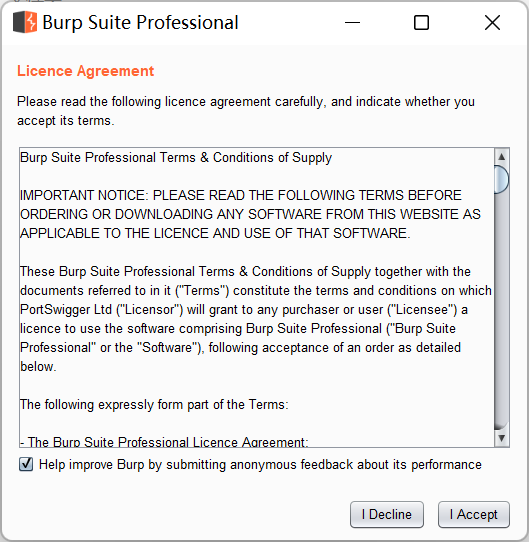 Burp Suite Professional
Licence Agreement
Please read the following licence agreement carefully, and indicate whether you
accept its terms.
Burp Suite Professional Terms & Conditions of Supply
IMPORTANT NOTICE: PLEASE READ THE FOLLOWING TERMS BEFORE
ORDERING OR DOWNLOADING ANY SOFTWARE FROM THIS WEBSITE AS
APPLICABLE TO THE LICENCE AND USE OF THAT SOFTWARE.
These Burp Suite Professional Terms & Conditions of Supply together with the
documents referred to in it ("Terms") constitute the terms and conditions on which
PortSwigger Ltd ("Licensor") will grant to any purchaser or user ("Licensee") a
licence to use the software comprising Burp Suite Professional ("Burp Suite
Professional" or the "Software"), following acceptance of an order as detailed
below.
The following expressly form part of the Terms:
- The Burp Suite Professional Licence Agreement;
Help improve Burp by submitting anonymous feedback about its performance
I Decline
I Accept